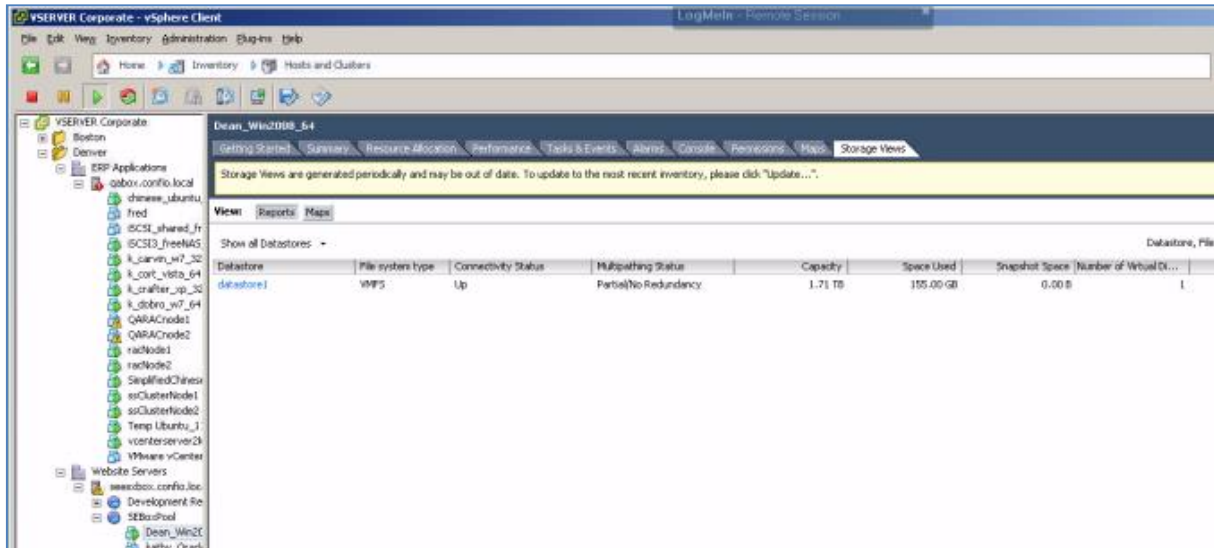 VSERVER Corporate - vSphere Client
LogMeIn - Remote Session
File Edit View Inventory Administration Plug-ins Help
Home Inventory Hosts and Clusters
VSERVER Corporate
Boston
Denver
ERP Applications
qabox.confio.local
chinese_ubuntu_
fred
iSCSI_shared_fr
iSCSI3_freeNAS
k_carvin_w7_32
k_cort_vista_64
k_crafter_xp_32
k_dobro_w7_64
QARACnode1
QARACnode2
racNode1
racNode2
SimplifiedChines
ssClusterNode1
ssClusterNode2
Temp Ubuntu_1
vcenterserver2k
VMware vCenter
Website Servers
Development Re
SEBoxPool
Dean_Win20
Dean_Win2008_64
Getting Started Summary Resource Allocation Performance Tasks & Events Alarms Console Permissions Maps Storage Views
Storage Views are generated periodically and may be out of date. To update to the most recent inventory, please click "Update...".
View: Reports Maps
Show all Datastores
Datastore, File
Datastore File system type Connectivity Status Multipathing Status Capacity Space Used Snapshot Space Number of Virtual Di...
datastore1 VMFS Up Partial/No Redundancy 1.71 TB 155.00 GB 0.00 B 1